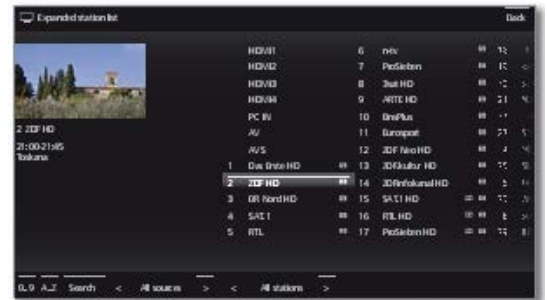 Expanded station list Back
2 ZDF HD
21:00-21:45
Toskana
HDMI1
HDMI2
HDMI3
HDMI4
PC IN
AV
AVS
1 Das Erste HD
2 ZDF HD
3 BR Nord HD
4 SAT.1
5 RTL
6 n-tv
7 ProSieben
8 3sat HD
9 ARTE HD
10 EinsPlus
11 Eurosport
12 ZDF Neo HD
13 ZDFkultur HD
14 ZDFinfokanal HD
15 SAT.1 HD
16 RTL HD
17 ProSieben HD
0..9 A..Z Search < All sources > < All stations >